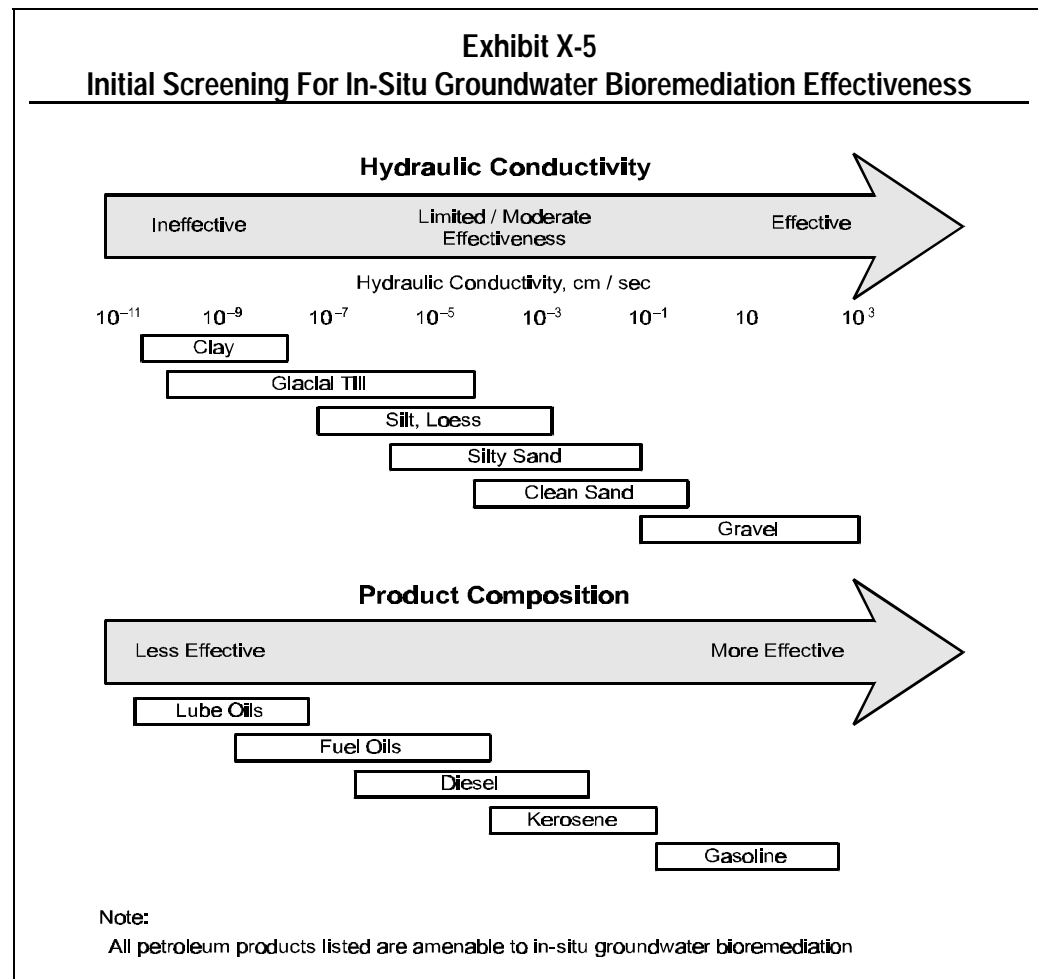 Exhibit X-5
Initial Screening For In-Situ Groundwater Bioremediation Effectiveness
Hydraulic Conductivity
Ineffective
Limited / Moderate
Effectiveness
Effective
Hydraulic Conductivity, cm / sec
10⁻¹¹ 10⁻⁹ 10⁻⁷ 10⁻⁵ 10⁻³ 10⁻¹ 10 10³
Clay
Glacial Till
Silt, Loess
Silty Sand
Clean Sand
Gravel
Product Composition
Less Effective More Effective
Lube Oils
Fuel Oils
Diesel
Kerosene
Gasoline
Note:
All petroleum products listed are amenable to in-situ groundwater bioremediation